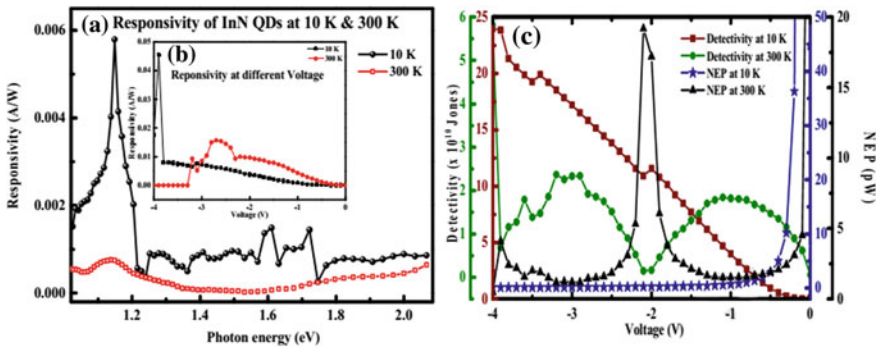 (a) Responsivity of InN QDs at 10 K & 300 K
10 K
300 K
Responsivity (A/W)
0.006
0.004
0.002
0.000
1.2
1.4
1.6
1.8
2.0
Photon energy (eV)
(b)
10 K
300 K
Reponsivity at different Voltage
Responsivity (A/W)
0.05
0.04
0.03
0.02
0.01
0.00
-4
-3
-2
-1
0
Voltage (V)
(c)
Detectivity at 10 K
Detectivity at 300 K
NEP at 10 K
NEP at 300 K
Detectivity (x 10¹⁰ Jones)
6
5
4
3
2
1
0
25
20
15
10
5
0
-4
-3
-2
-1
0
Voltage (V)
50
40
30
20
10
0
20
15
10
5
0
NEP (pW)